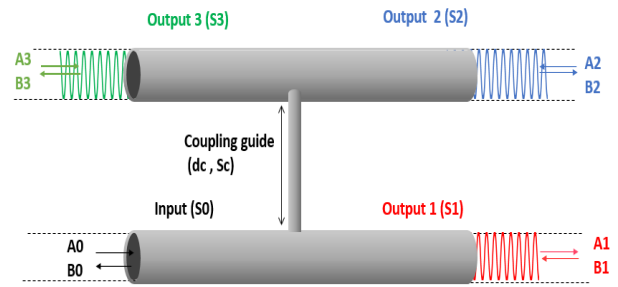 Output 3 (S3)
Output 2 (S2)
A3
B3
A2
B2
Coupling guide
(dc , Sc)
Input (S0)
Output 1 (S1)
A0
B0
A1
B1